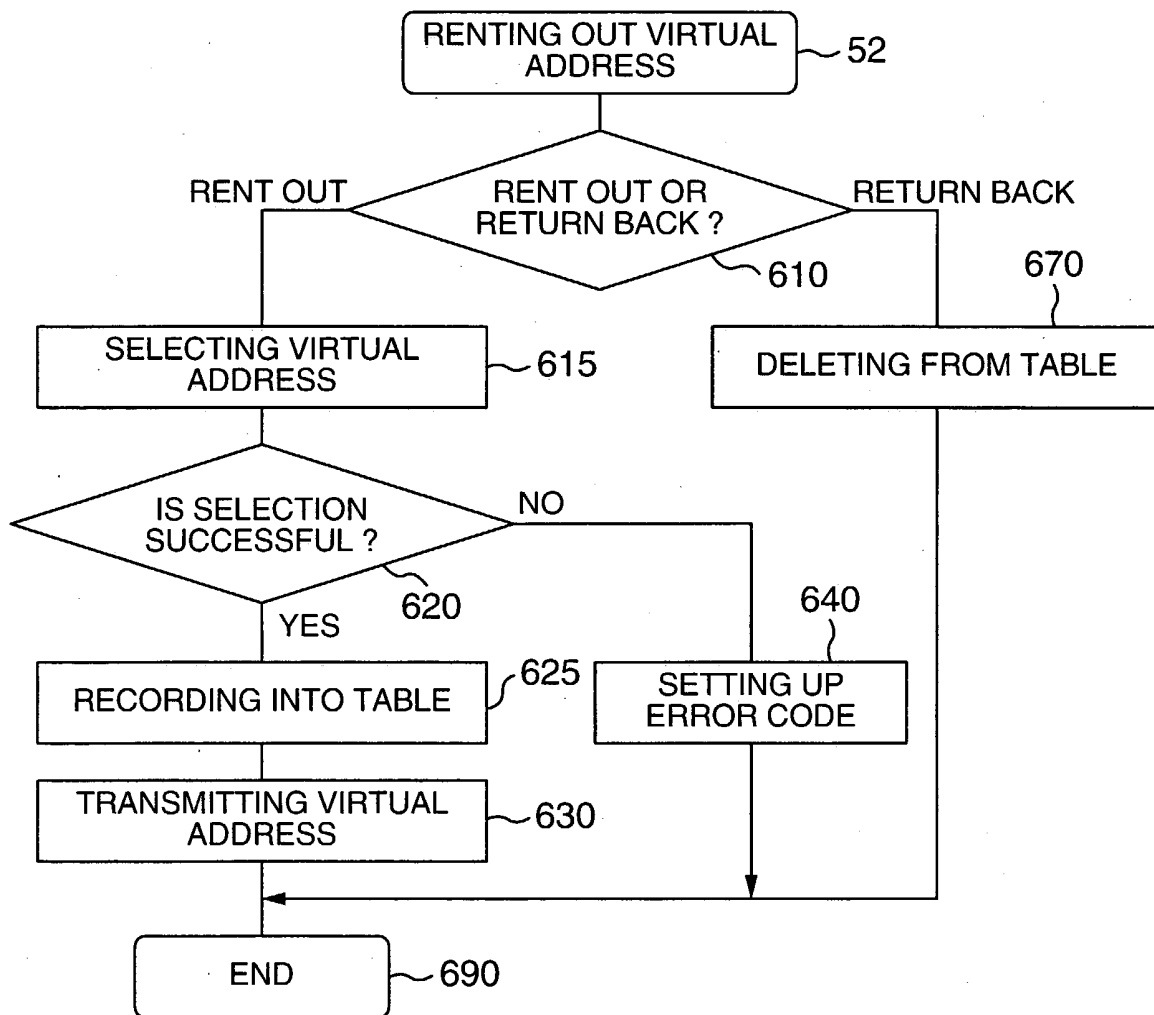 RENTING OUT VIRTUAL
ADDRESS
52
RENT OUT
RENT OUT OR
RETURN BACK ?
RETURN BACK
610
670
SELECTING VIRTUAL
ADDRESS
615
DELETING FROM TABLE
IS SELECTION
SUCCESSFUL ?
NO
620
YES
640
RECORDING INTO TABLE
625
SETTING UP
ERROR CODE
TRANSMITTING VIRTUAL
ADDRESS
630
END
690